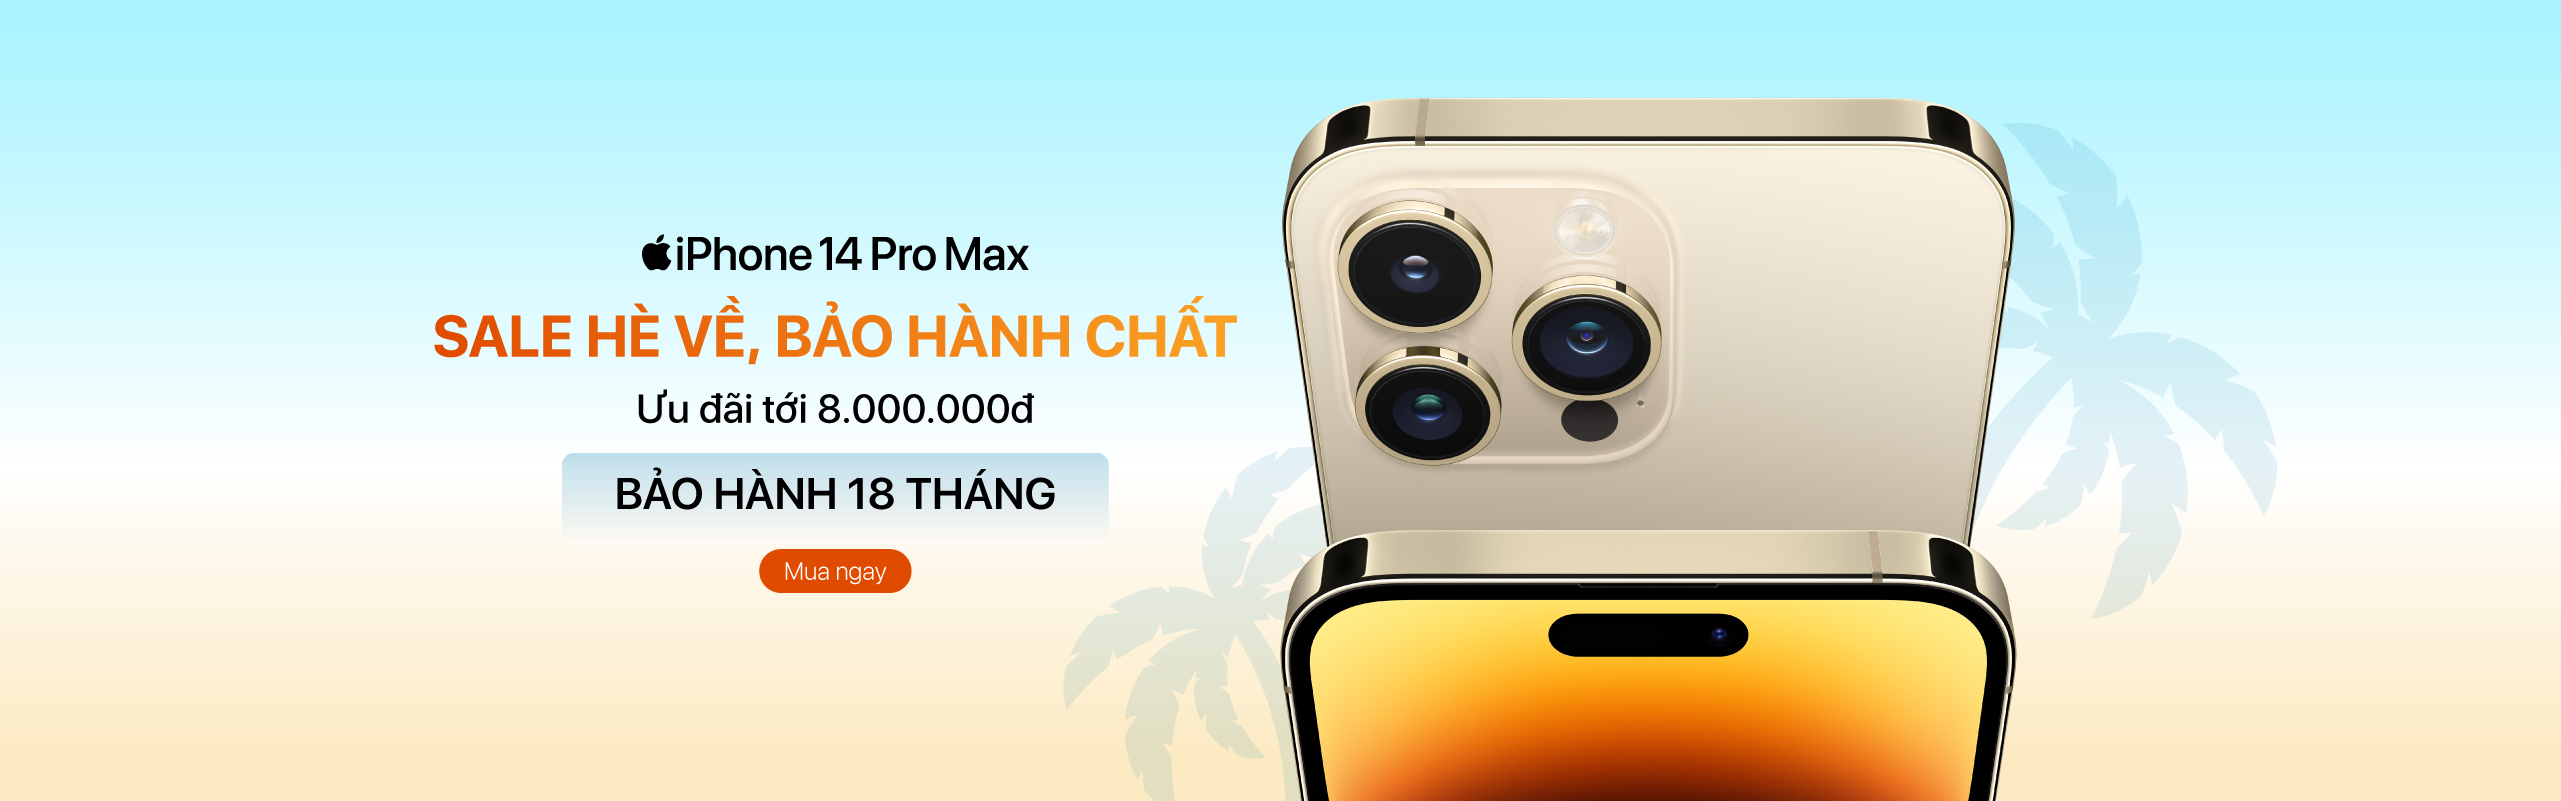 iPhone 14 Pro Max
SALE HÈ VỀ, BẢO HÀNH CHẤT
Ưu đãi tới 8.000.000đ
BẢO HÀNH 18 THÁNG
Mua ngay